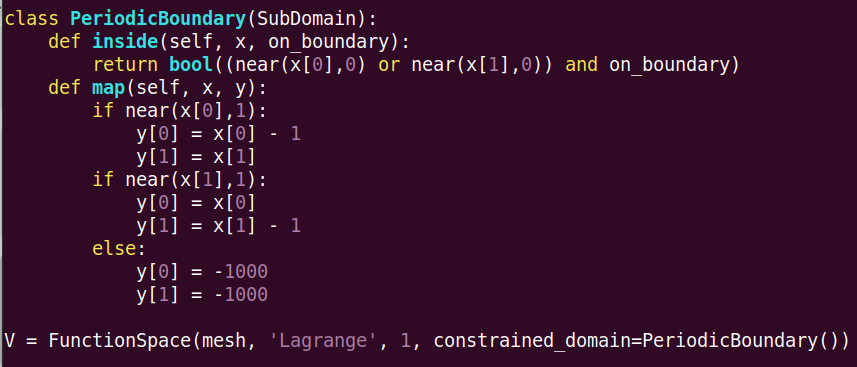 class PeriodicBoundary(SubDomain):
    def inside(self, x, on_boundary):
        return bool((near(x[0],0) or near(x[1],0)) and on_boundary)
    def map(self, x, y):
        if near(x[0],1):
            y[0] = x[0] - 1
            y[1] = x[1]
        if near(x[1],1):
            y[0] = x[0]
            y[1] = x[1] - 1
        else:
            y[0] = -1000
            y[1] = -1000

V = FunctionSpace(mesh, 'Lagrange', 1, constrained_domain=PeriodicBoundary())